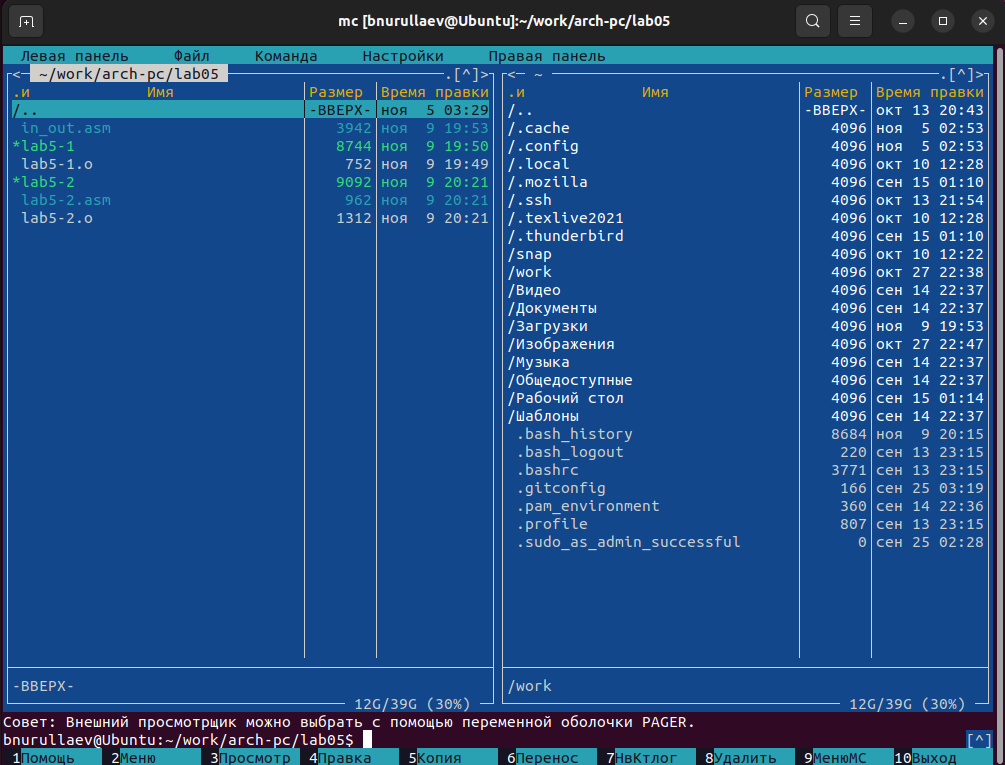 mc [bnurullaev@Ubuntu]:~/work/arch-pc/lab05
Левая панель Файл Команда Настройки Правая панель
<- ~/work/arch-pc/lab05 .[^]>
.и Имя Размер Время правки
/.. -ВВЕРХ- ноя 5 03:29
in_out.asm 3942 ноя 9 19:53
*lab5-1 8744 ноя 9 19:50
lab5-1.o 752 ноя 9 19:49
*lab5-2 9092 ноя 9 20:21
lab5-2.asm 962 ноя 9 20:21
lab5-2.o 1312 ноя 9 20:21
-ВВЕРХ-
12G/39G (30%)
<- ~ .[^]>
.и Имя Размер Время правки
/.. -ВВЕРХ- окт 13 20:43
/.cache 4096 ноя 5 02:53
/.config 4096 ноя 5 02:53
/.local 4096 окт 10 12:28
/.mozilla 4096 сен 15 01:10
/.ssh 4096 окт 13 21:54
/.texlive2021 4096 окт 10 12:28
/.thunderbird 4096 сен 15 01:10
/snap 4096 окт 10 12:22
/work 4096 окт 27 22:38
/Видео 4096 сен 14 22:37
/Документы 4096 сен 14 22:37
/Загрузки 4096 ноя 9 19:53
/Изображения 4096 окт 27 22:47
/Музыка 4096 сен 14 22:37
/Общедоступные 4096 сен 14 22:37
/Рабочий стол 4096 сен 15 01:14
/Шаблоны 4096 сен 14 22:37
.bash_history 8684 ноя 9 20:15
.bash_logout 220 сен 13 23:15
.bashrc 3771 сен 13 23:15
.gitconfig 166 сен 25 03:19
.pam_environment 360 сен 14 22:36
.profile 807 сен 13 23:15
.sudo_as_admin_successful 0 сен 25 02:28
/work
12G/39G (30%)
Совет: Внешний просмотрщик можно выбрать с помощью переменной оболочки PAGER.
bnurullaev@Ubuntu:~/work/arch-pc/lab05$ [^]
1Помощь 2Меню 3Просмотр 4Правка 5Копия 6Перенос 7НвКтлог 8Удалить 9МенюМС 10Выход